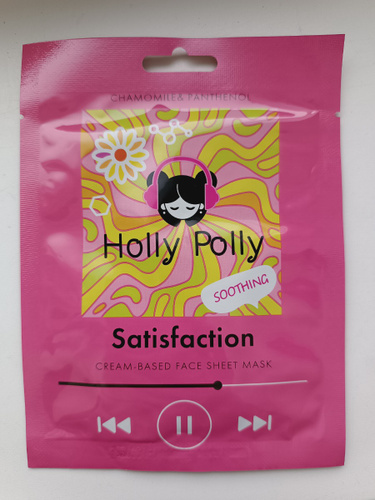 CHAMOMILE & PANTHENOL
Holly Polly
SOOTHING
Satisfaction
CREAM-BASED FACE SHEET MASK